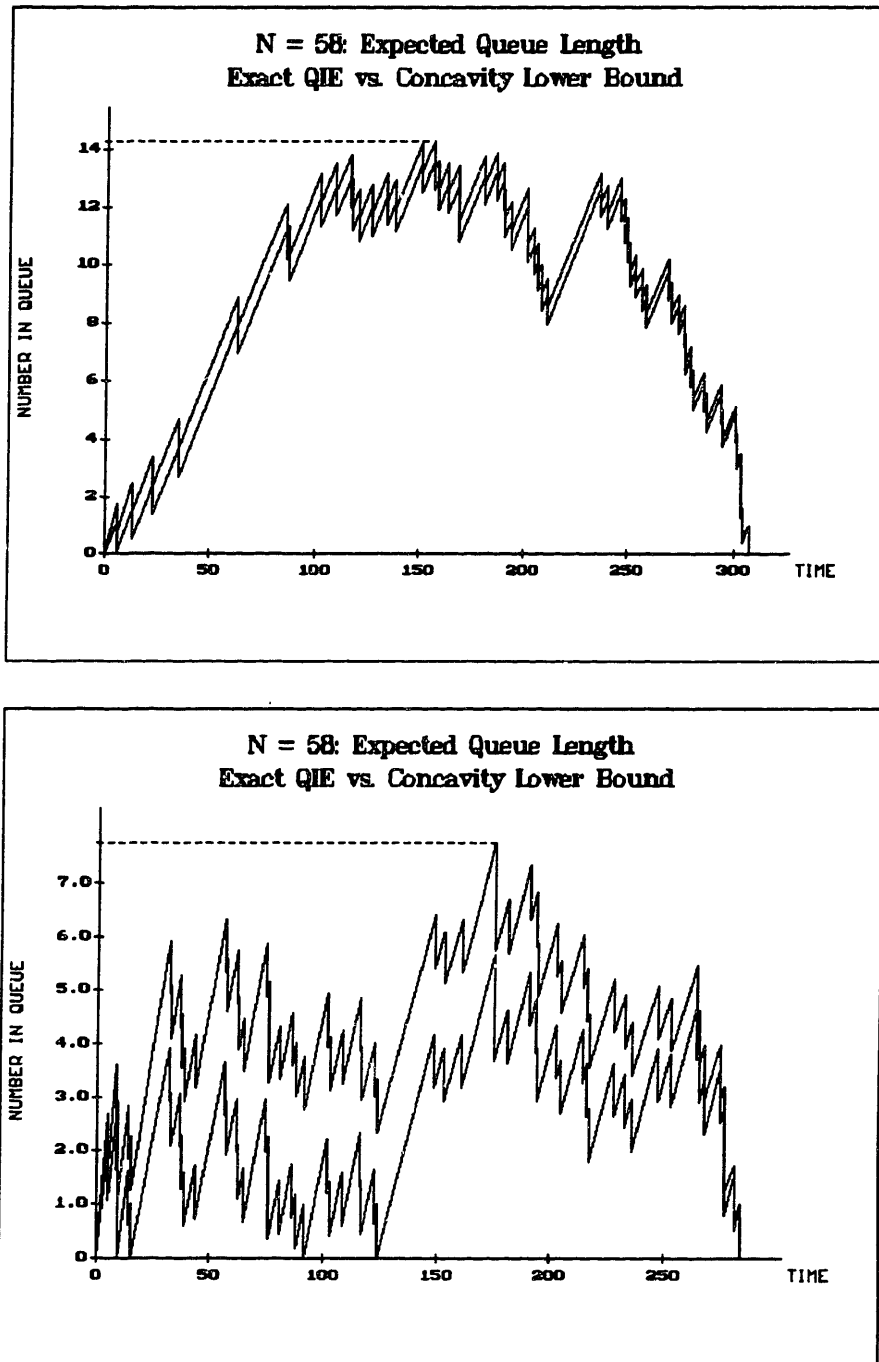 N = 58: Expected Queue Length
Exact QIE vs. Concavity Lower Bound
14
12
10
8
6
4
2
0
NUMBER IN QUEUE
0 50 100 150 200 250 300 TIME
N = 58: Expected Queue Length
Exact QIE vs. Concavity Lower Bound
7.0
6.0
5.0
4.0
3.0
2.0
1.0
0
NUMBER IN QUEUE
0 50 100 150 200 250 TIME